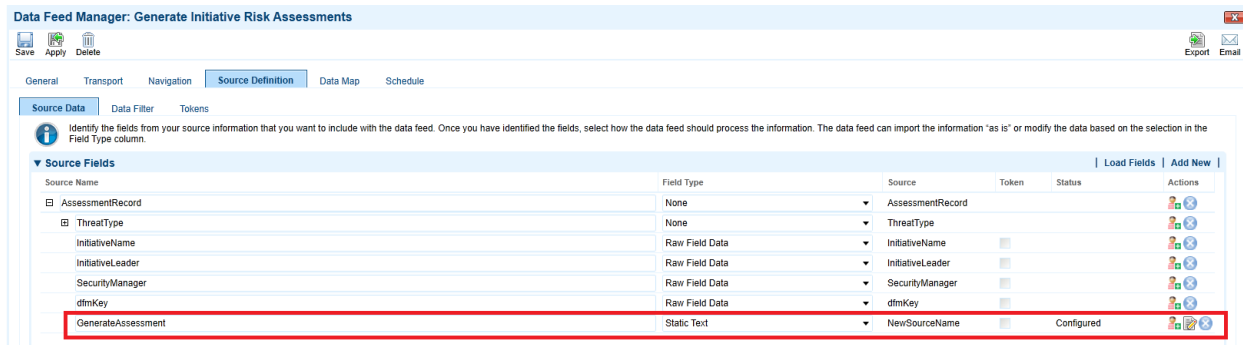 Data Feed Manager: Generate Initiative Risk Assessments
Save Apply Delete Export Email
General Transport Navigation Source Definition Data Map Schedule
Source Data Data Filter Tokens
Identify the fields from your source information that you want to include with the data feed. Once you have identified the fields, select how the data feed should process the information. The data feed can import the information "as is" or modify the data based on the selection in the
Field Type column.
Source Fields | Load Fields | Add New |
Source Name Field Type Source Token Status Actions
AssessmentRecord None AssessmentRecord
ThreatType None ThreatType
InitiativeName Raw Field Data InitiativeName
InitiativeLeader Raw Field Data InitiativeLeader
SecurityManager Raw Field Data SecurityManager
dfmKey Raw Field Data dfmKey
GenerateAssessment Static Text NewSourceName Configured